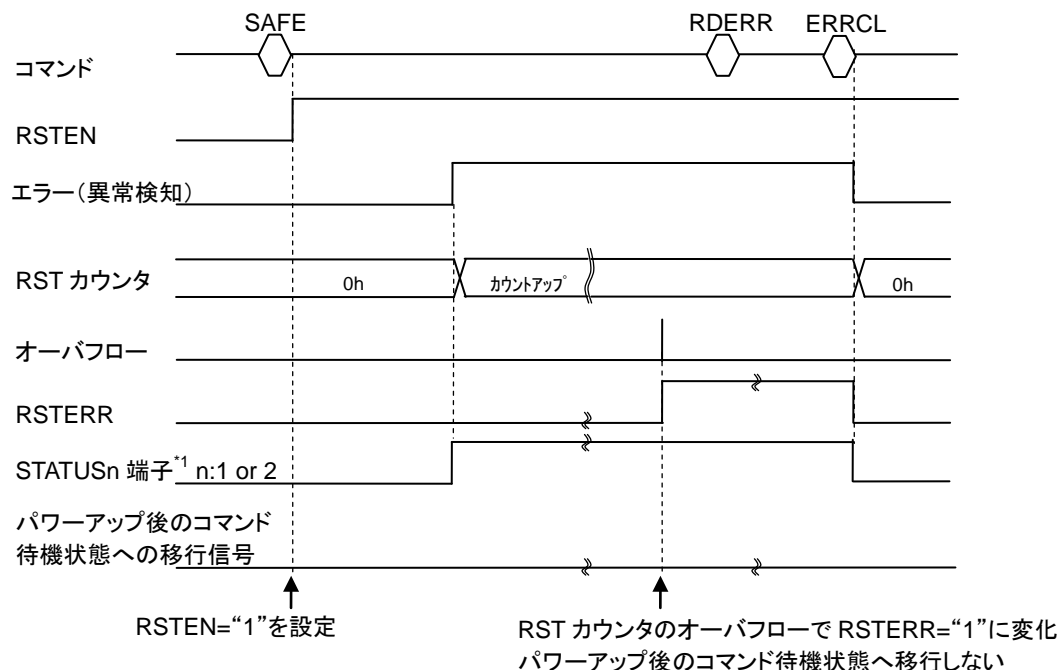 SAFE RDERR ERRCL
コマンド
RSTEN
エラー(異常検知)
RST カウンタ 0h カウントアップ 0h
オーバフロー
RSTERR
STATUSn 端子*1 n:1 or 2
パワーアップ後のコマンド
待機状態への移行信号
RSTEN=“1”を設定 RST カウンタのオーバフローで RSTERR=“1”に変化
パワーアップ後のコマンド待機状態へ移行しない